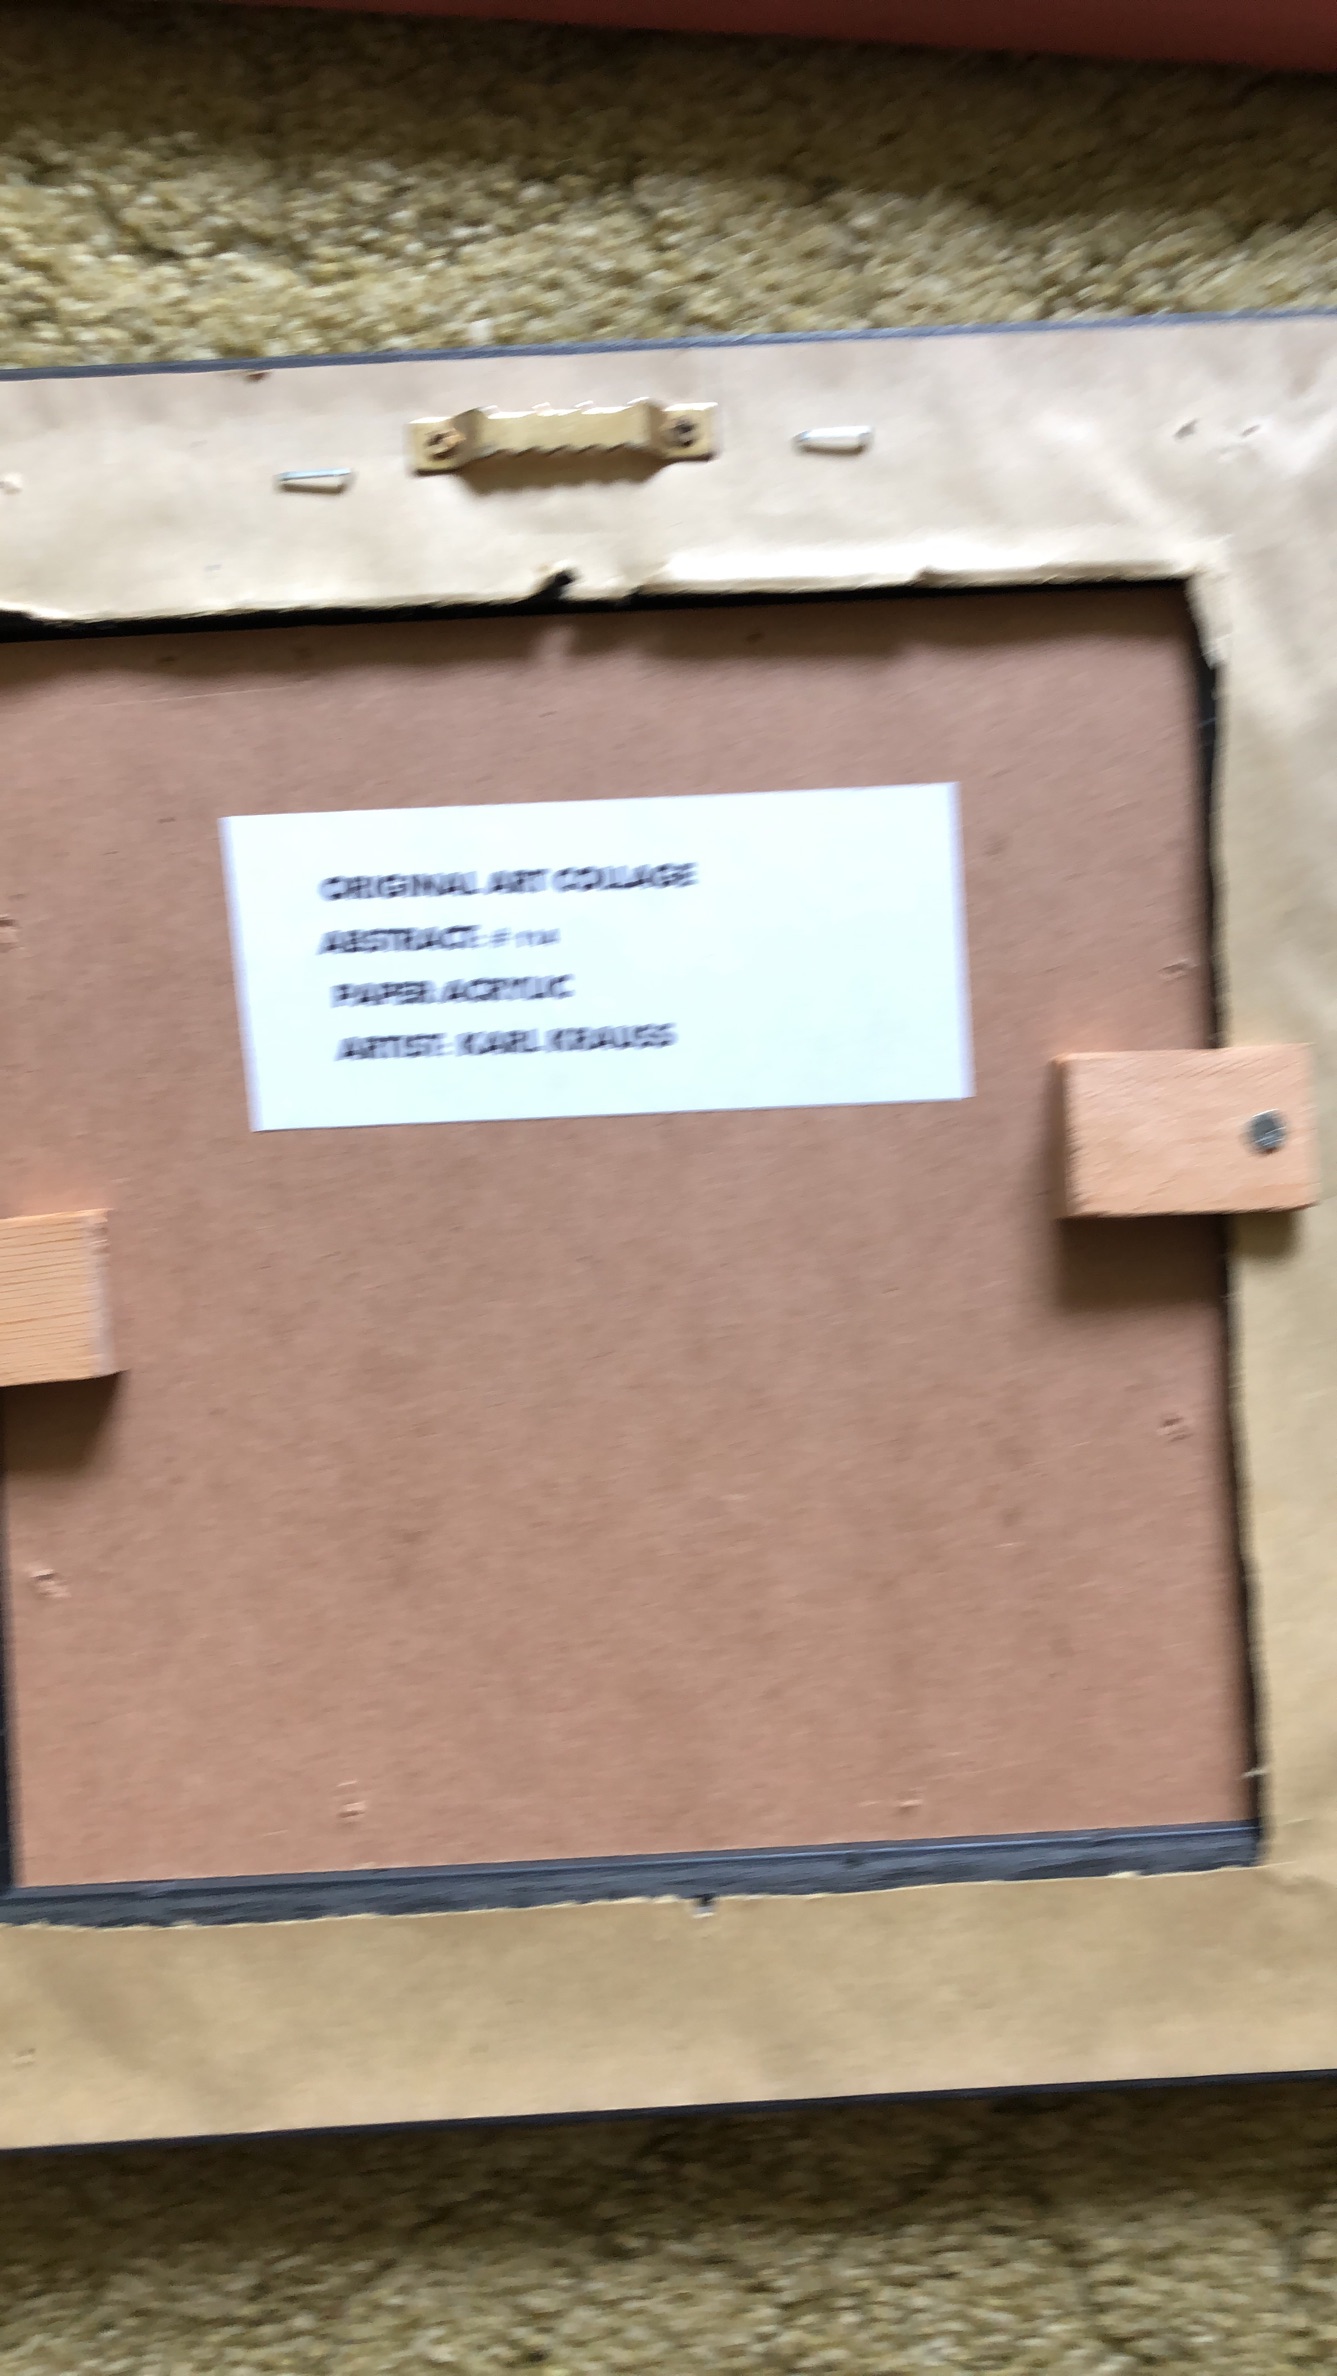 ORIGINAL ART COLLAGE
ABSTRACT: #
PAPER. ACRYLIC
ARTIST: KARL KRAUSS